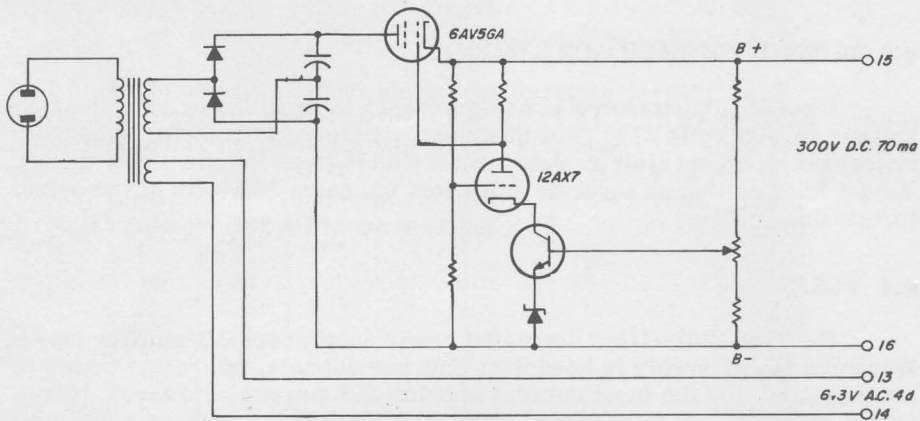 6AV5GA
B+
15
300V D.C. 70ma
12AX7
16
B-
13
6.3V A.C. 4a
14